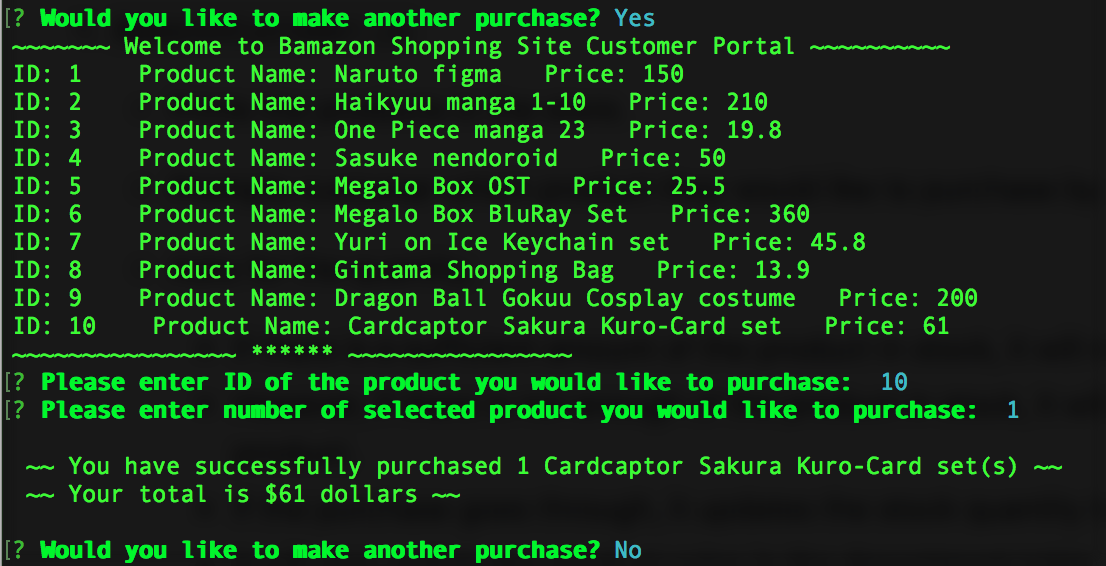 [? Would you like to make another purchase? Yes
~~~~~~~ Welcome to Bamazon Shopping Site Customer Portal ~~~~~~~~~~
ID: 1    Product Name: Naruto figma   Price: 150
ID: 2    Product Name: Haikyuu manga 1-10   Price: 210
ID: 3    Product Name: One Piece manga 23   Price: 19.8
ID: 4    Product Name: Sasuke nendoroid   Price: 50
ID: 5    Product Name: Megalo Box OST   Price: 25.5
ID: 6    Product Name: Megalo Box BluRay Set   Price: 360
ID: 7    Product Name: Yuri on Ice Keychain set   Price: 45.8
ID: 8    Product Name: Gintama Shopping Bag   Price: 13.9
ID: 9    Product Name: Dragon Ball Gokuu Cosplay costume   Price: 200
ID: 10    Product Name: Cardcaptor Sakura Kuro-Card set   Price: 61
~~~~~~~~~~~~~~~~ ****** ~~~~~~~~~~~~~~~~
[? Please enter ID of the product you would like to purchase:  10
[? Please enter number of selected product you would like to purchase:  1
~~ You have successfully purchased 1 Cardcaptor Sakura Kuro-Card set(s) ~~
~~ Your total is $61 dollars ~~
[? Would you like to make another purchase? No